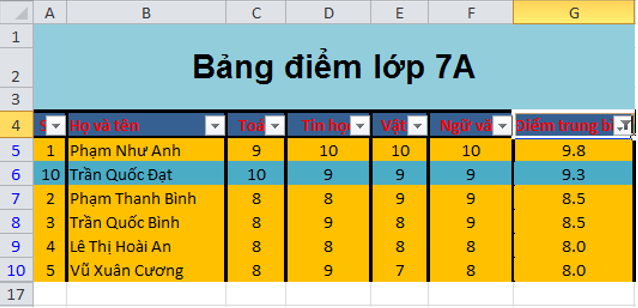 A B C D E F G
1
2 Bảng điểm lớp 7A
3
4 Họ và tên Tin Vật Ngữ Điểm trung
5 1 Phạm Như Anh 9 10 10 10 9.8
6 10 Trần Quốc Đạt 10 9 9 9 9.3
7 2 Phạm Thanh Bình 8 8 9 9 8.5
8 3 Trần Quốc Bình 8 9 8 9 8.5
9 4 Lê Thị Hoài An 8 8 8 8 8.0
10 5 Vũ Xuân Cương 8 9 7 8 8.0
17